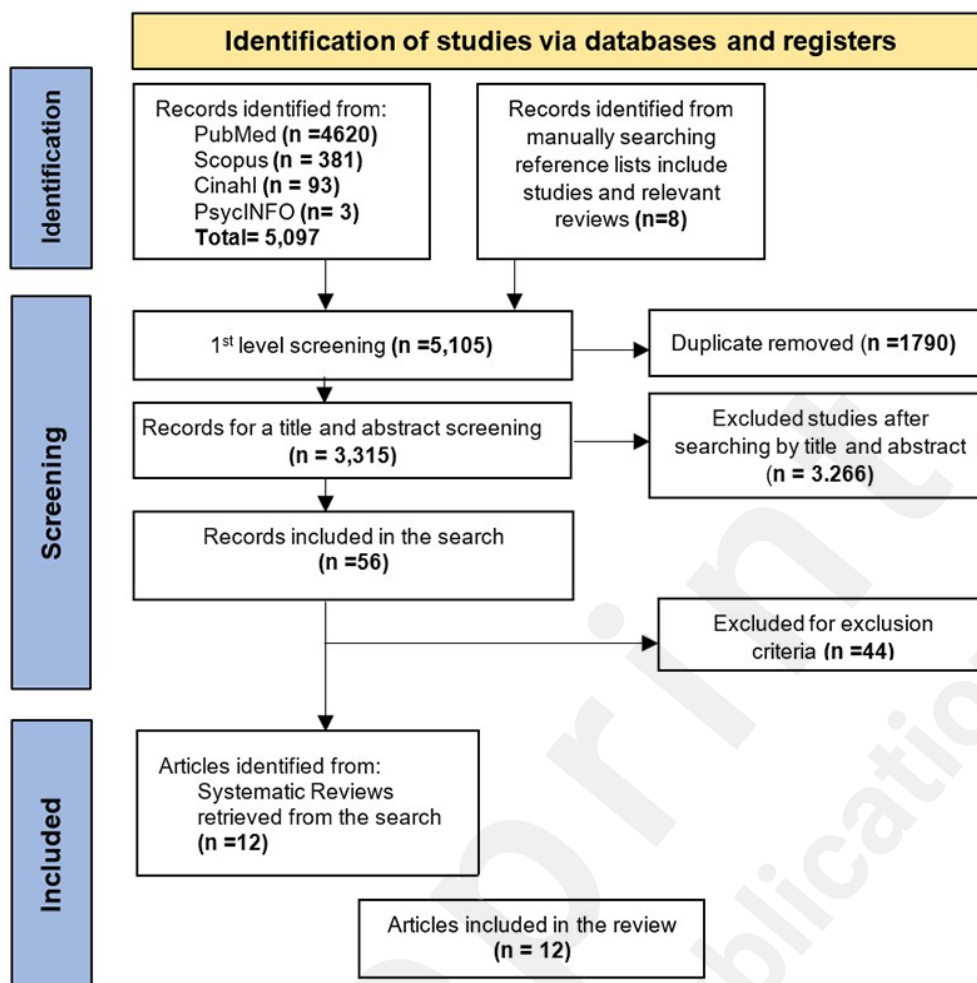 Identification of studies via databases and registers
Identification
Records identified from:
PubMed (n =4620)
Scopus (n = 381)
Cinahl (n = 93)
PsycINFO (n= 3)
Total= 5,097
Records identified from
manually searching
reference lists include
studies and relevant
reviews (n=8)
Screening
1st level screening (n =5,105)
Duplicate removed (n =1790)
Records for a title and abstract screening
(n = 3,315)
Excluded studies after
searching by title and abstract
(n = 3.266)
Records included in the search
(n =56)
Excluded for exclusion
criteria (n =44)
Included
Articles identified from:
Systematic Reviews
retrieved from the search
(n =12)
Articles included in the review
(n = 12)